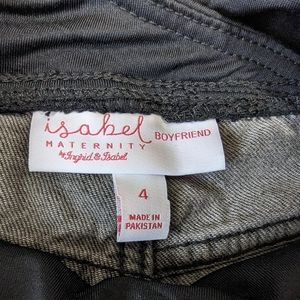 isabel BOYFRIEND
MATERNITY
by Ingrid & Isabel
4
MADE IN
PAKISTAN